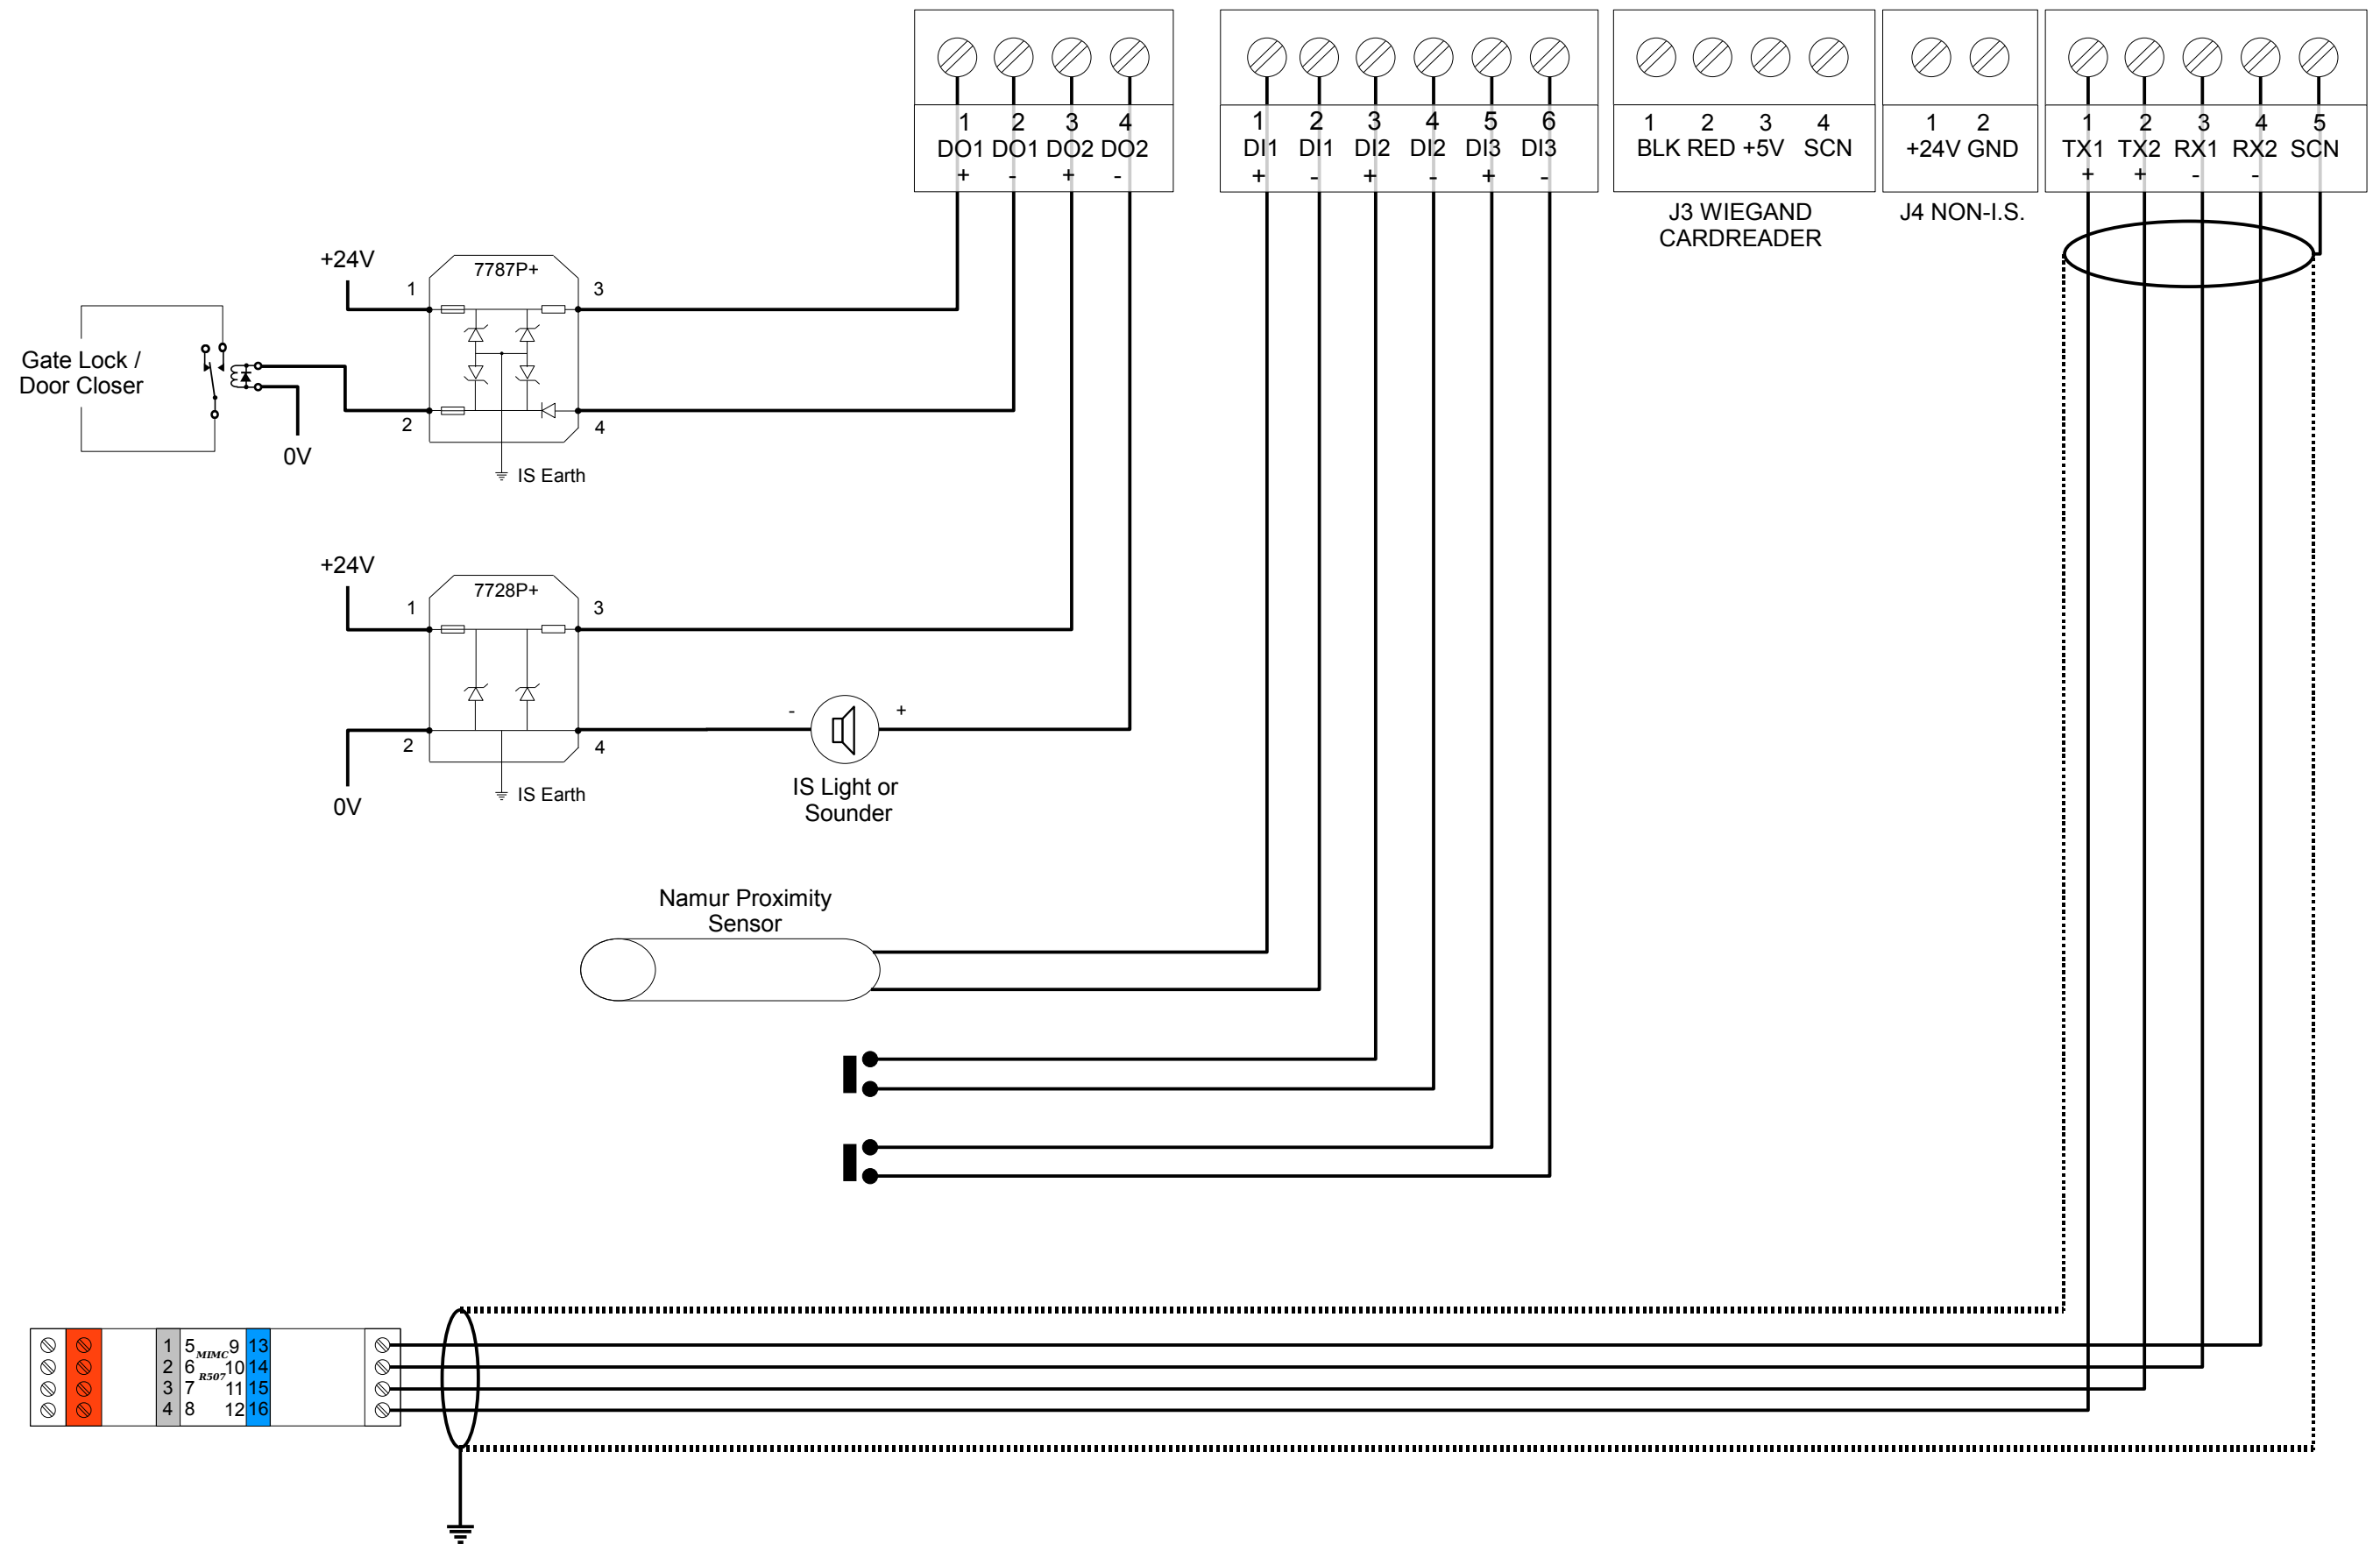 1 2 3 4
DO1 DO1 DO2 DO2
+ - + -
1 2 3 4 5 6
DI1 DI1 DI2 DI2 DI3 DI3
+ - + - + -
1 2 3 4
BLK RED +5V SCN
J3 WIEGAND
CARDREADER
1 2
+24V GND
J4 NON-I.S.
1 2 3 4 5
TX1 TX2 RX1 RX2 SCN
+ + - -
+24V
7787P+
1 3
Gate Lock /
Door Closer
2 4
0V
IS Earth
+24V
7728P+
1 3
2 4
- +
0V
IS Earth
IS Light or
Sounder
Namur Proximity
Sensor
1 5 9 13
MIMC
2 6 10 14
R507
3 7 11 15
4 8 12 16